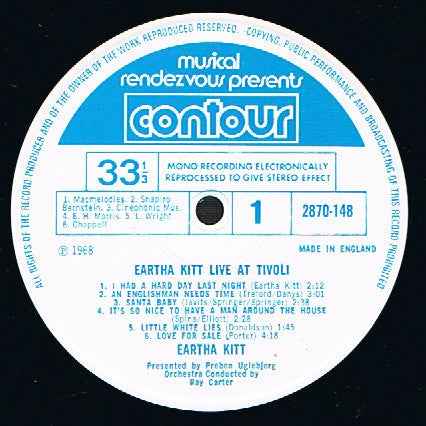 ALL RIGHTS OF THE RECORD PRODUCER AND OF THE OWNER OF THE WORK REPRODUCED RESERVED. -COPYING, PUBLIC PERFORMANCE AND BROADCASTING OF THIS RECORD PROHIBITED
musical
rendezvous presents
contour
33 1/3
MONO RECORDING ELECTRONICALLY
REPROCESSED TO GIVE STEREO EFFECT
1. Macmelodies. 2. Shapiro
Bernstein. 3. Cinephonic Mus.
4. E. H. Morris. 5. L. Wright
6. Chappell
1
2870-148
℗ 1968
MADE IN ENGLAND
EARTHA KITT LIVE AT TIVOLI
1. I HAD A HARD DAY LAST NIGHT (Eartha Kitt) 2:12
2. AN ENGLISHMAN NEEDS TIME (Treford/Danys) 3:01
3. SANTA BABY (Javits/Springer/Springer) 2:38
4. IT'S SO NICE TO HAVE A MAN AROUND THE HOUSE
(Spina/Elliott) 2:28
5. LITTLE WHITE LIES (Donaldson) 1:45
6. LOVE FOR SALE (Porter) 4:18
EARTHA KITT
Presented by Preben Uglebjerg
Orchestra Conducted by
Ray Carter